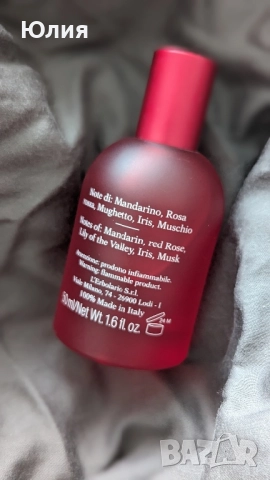 Юлия
Note di: Mandarino, Rosa
rossa, Mughetto, Iris, Muschio
Notes of: Mandarin, red Rose,
Lily of the Valley, Iris, Musk
Attenzione: prodotto infiammabile.
Warning: flammable product.
L'Erbolario S.r.l.
Viale Milano, 74 - 26900 Lodi - I
100% Made in Italy
50 ml/Net Wt. 1.6 fl. oz.
24 M
BAZAR